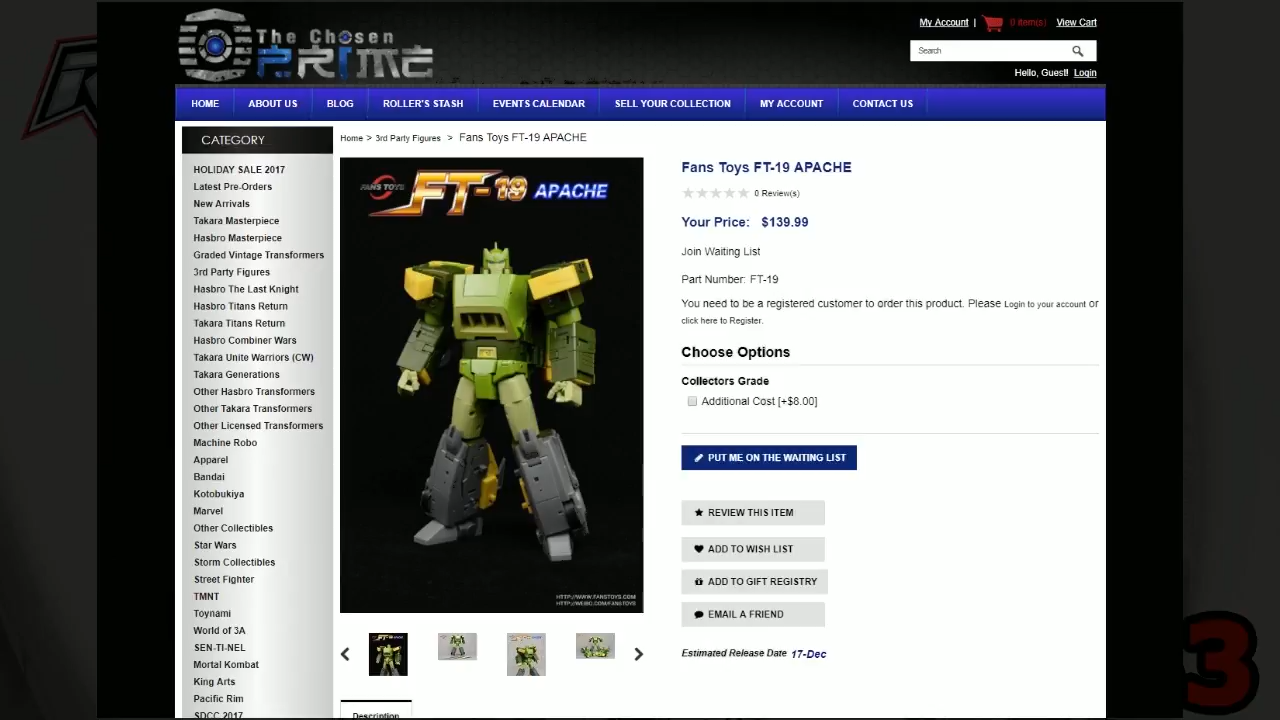 The Chosen
PRIME
My Account | 0 item(s) View Cart
Search
Hello, Guest! Login
HOME ABOUT US BLOG ROLLER'S STASH EVENTS CALENDAR SELL YOUR COLLECTION MY ACCOUNT CONTACT US
CATEGORY
HOLIDAY SALE 2017
Latest Pre-Orders
New Arrivals
Takara Masterpiece
Hasbro Masterpiece
Graded Vintage Transformers
3rd Party Figures
Hasbro The Last Knight
Hasbro Titans Return
Takara Titans Return
Hasbro Combiner Wars
Takara Unite Warriors (CW)
Takara Generations
Other Hasbro Transformers
Other Takara Transformers
Other Licensed Transformers
Machine Robo
Apparel
Bandai
Kotobukiya
Marvel
Other Collectibles
Star Wars
Storm Collectibles
Street Fighter
TMNT
Toynami
World of 3A
SEN-TI-NEL
Mortal Kombat
King Arts
Pacific Rim
SDCC 2017
Home > 3rd Party Figures > Fans Toys FT-19 APACHE
FANS TOYS FT-19 APACHE
HTTP://WWW.FANSTOYS.COM
HTTP://WEIBO.COM/FANSTOYS
Description
Fans Toys FT-19 APACHE
0 Review(s)
Your Price: $139.99
Join Waiting List
Part Number: FT-19
You need to be a registered customer to order this product. Please Login to your account or
click here to Register.
Choose Options
Collectors Grade
Additional Cost [+$8.00]
PUT ME ON THE WAITING LIST
REVIEW THIS ITEM
ADD TO WISH LIST
ADD TO GIFT REGISTRY
EMAIL A FRIEND
Estimated Release Date 17-Dec
3